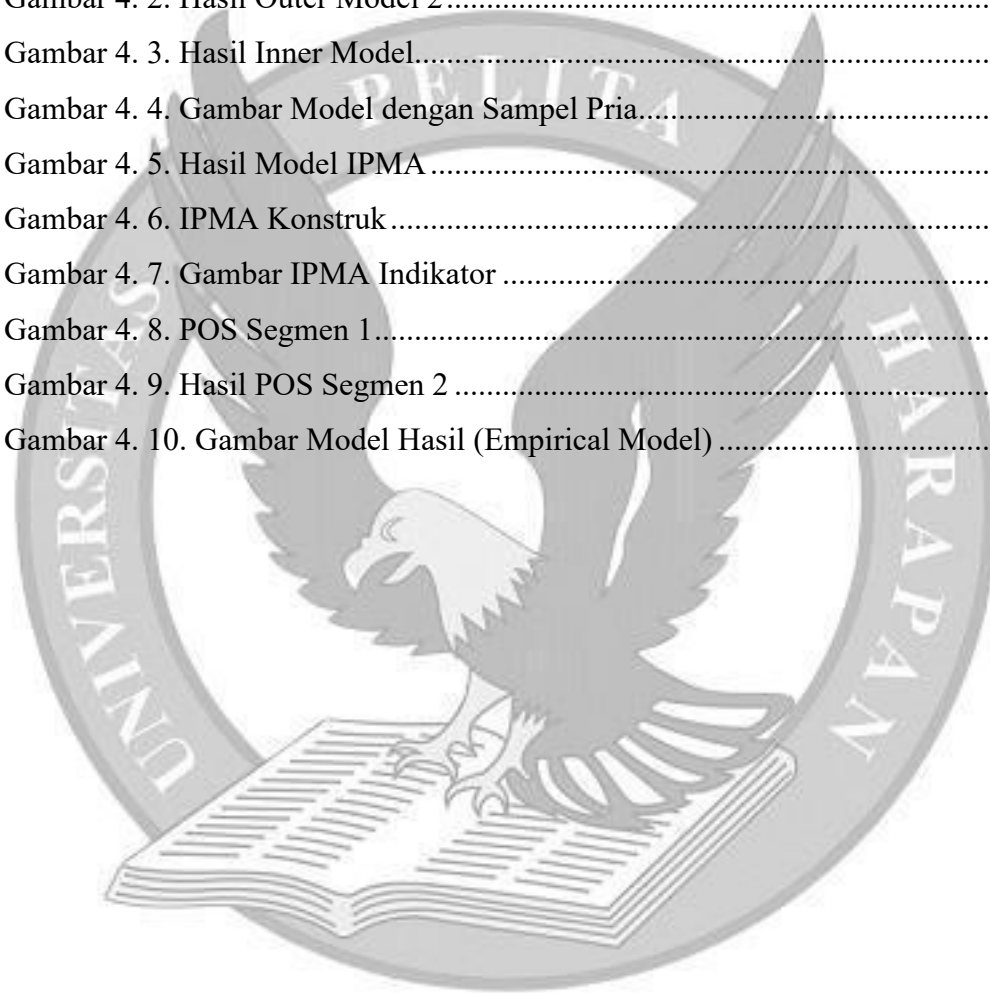 Gambar 4. 2. Hasil Outer Model 2..........................................................
Gambar 4. 3. Hasil Inner Model..........................................................
Gambar 4. 4. Gambar Model dengan Sampel Pria..........................................................
Gambar 4. 5. Hasil Model IPMA..........................................................
Gambar 4. 6. IPMA Konstruk..........................................................
Gambar 4. 7. Gambar IPMA Indikator..........................................................
Gambar 4. 8. POS Segmen 1..........................................................
Gambar 4. 9. Hasil POS Segmen 2..........................................................
Gambar 4. 10. Gambar Model Hasil (Empirical Model)..........................................................
UNIVERSITAS PELITA HARAPAN